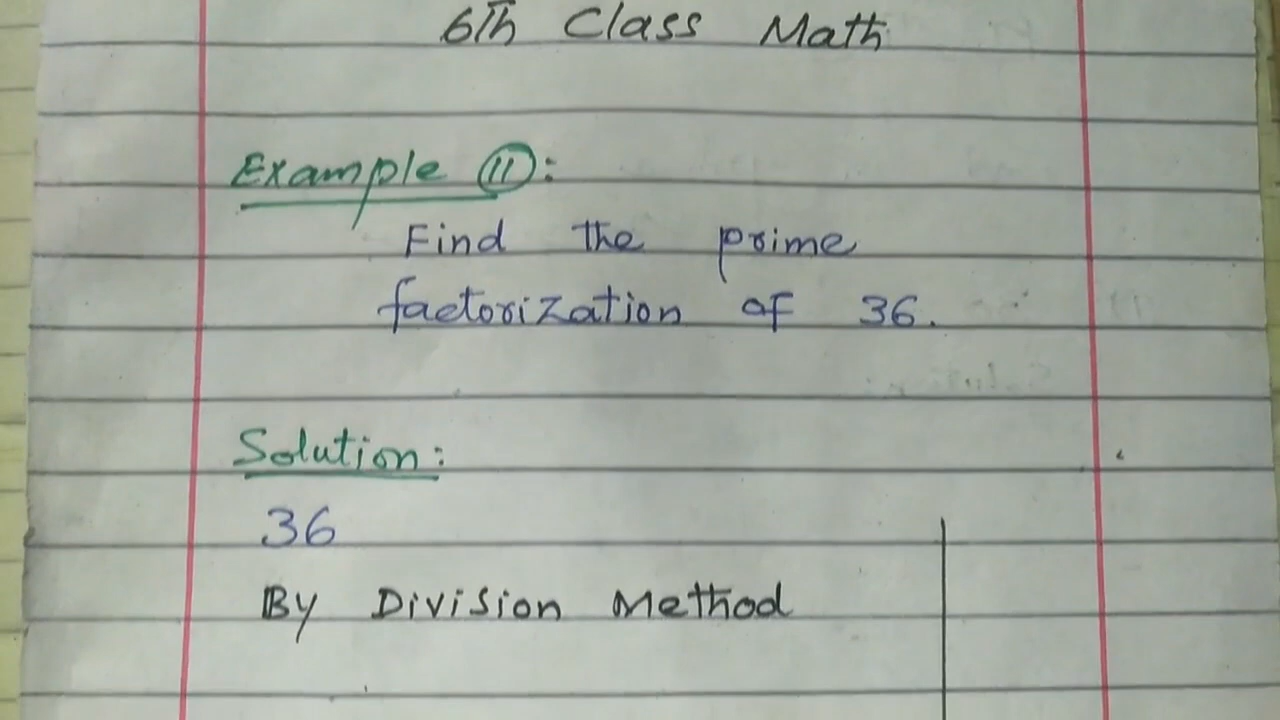 6Th Class Math
Example 11:
Find the prime
factorization of 36.
Solution:
36
By Division Method